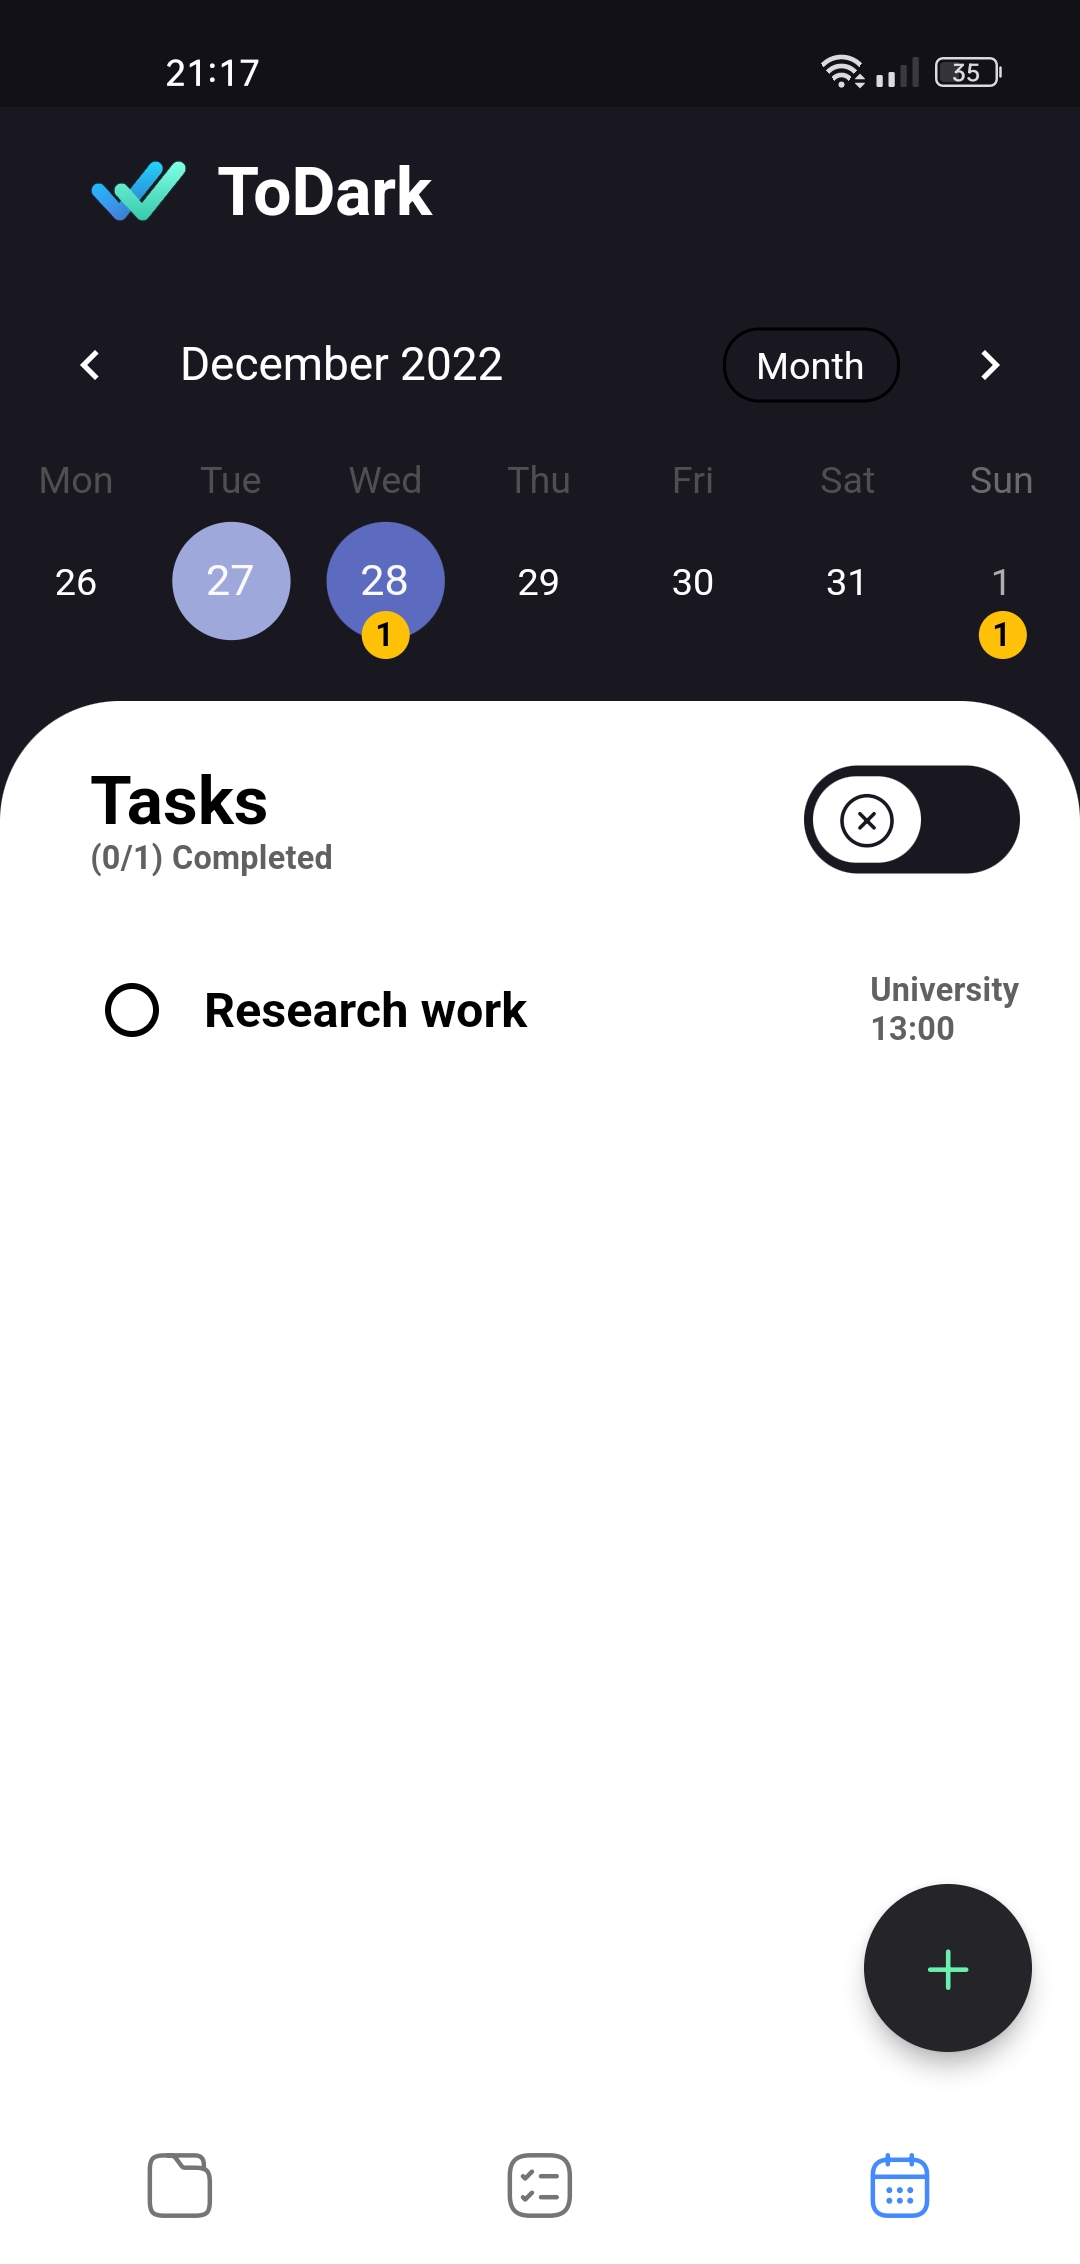 21:17 35
ToDark
December 2022 Month
Mon Tue Wed Thu Fri Sat Sun
26 27 28 29 30 31 1
1 1
Tasks
(0/1) Completed
Research work
University
13:00